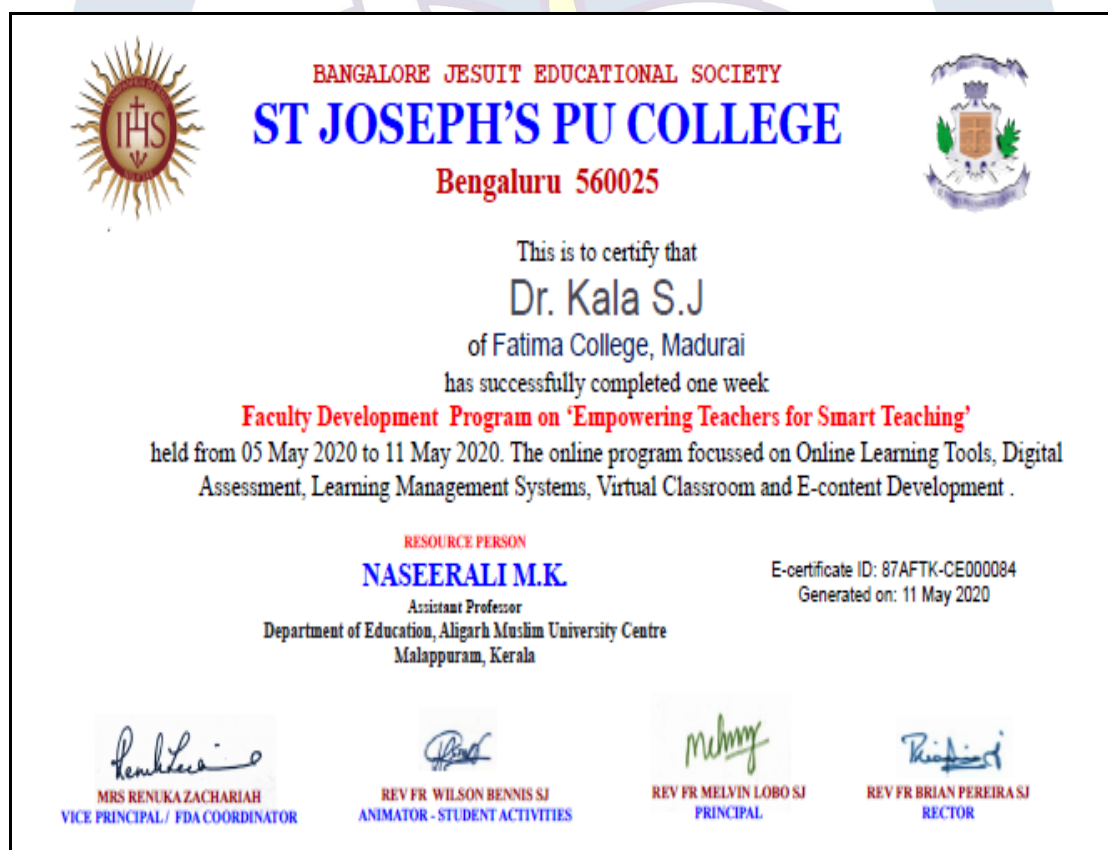 BANGALORE JESUIT EDUCATIONAL SOCIETY
ST JOSEPH'S PU COLLEGE
Bengaluru 560025
IHS
This is to certify that
Dr. Kala S.J
of Fatima College, Madurai
has successfully completed one week
Faculty Development Program on ‘Empowering Teachers for Smart Teaching’
held from 05 May 2020 to 11 May 2020. The online program focussed on Online Learning Tools, Digital
Assessment, Learning Management Systems, Virtual Classroom and E-content Development .
RESOURCE PERSON
NASEERALI M.K.
Assistant Professor
Department of Education, Aligarh Muslim University Centre
Malappuram, Kerala
E-certificate ID: 87AFTK-CE000084
Generated on: 11 May 2020
MRS RENUKA ZACHARIAH
VICE PRINCIPAL / FDA COORDINATOR
REV FR WILSON BENNIS SJ
ANIMATOR - STUDENT ACTIVITIES
REV FR MELVIN LOBO SJ
PRINCIPAL
REV FR BRIAN PEREIRA SJ
RECTOR